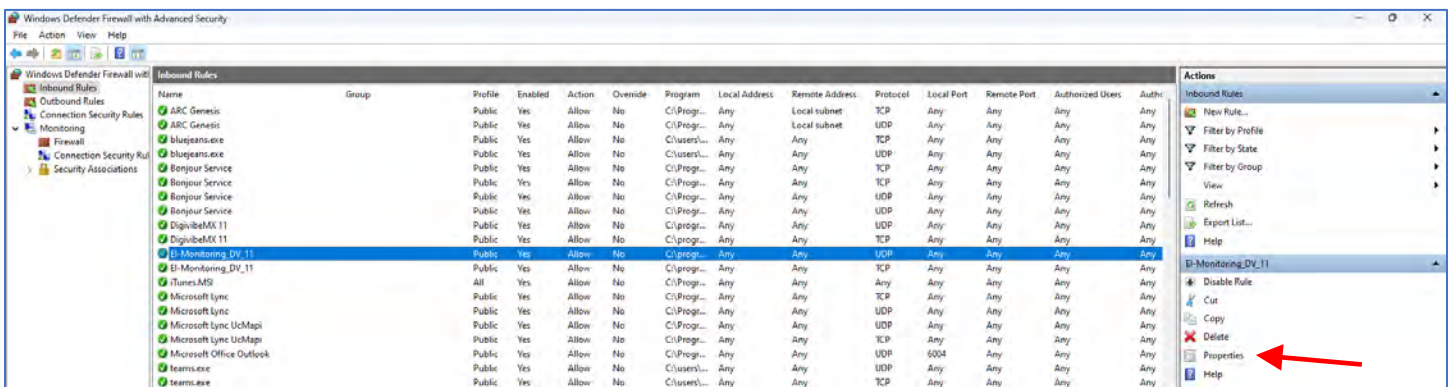 Windows Defender Firewall with Advanced Security
File Action View Help
Windows Defender Firewall wit
Inbound Rules
Outbound Rules
Connection Security Rules
Monitoring
Firewall
Connection Security Rul
Security Associations
Inbound Rules
Name Group Profile Enabled Action Override Program Local Address Remote Address Protocol Local Port Remote Port Authorized Users Autho
ARC Genesis Public Yes Allow No C:\Progr... Any Local subnet TCP Any Any Any Any
ARC Genesis Public Yes Allow No C:\Progr... Any Local subnet UDP Any Any Any Any
bluejeans.exe Public Yes Allow No C:\users\... Any Any TCP Any Any Any Any
bluejeans.exe Public Yes Allow No C:\users\... Any Any UDP Any Any Any Any
Bonjour Service Public Yes Allow No C:\Progr... Any Any TCP Any Any Any Any
Bonjour Service Public Yes Allow No C:\Progr... Any Any UDP Any Any Any Any
Bonjour Service Public Yes Allow No C:\Progr... Any Any TCP Any Any Any Any
Bonjour Service Public Yes Allow No C:\Progr... Any Any UDP Any Any Any Any
DigivibeMX 11 Public Yes Allow No C:\progr... Any Any UDP Any Any Any Any
DigivibeMX 11 Public Yes Allow No C:\progr... Any Any TCP Any Any Any Any
EI-Monitoring_DV_11 Public Yes Allow No C:\progr... Any Any UDP Any Any Any Any
EI-Monitoring_DV_11 Public Yes Allow No C:\progr... Any Any TCP Any Any Any Any
iTunes.MSI All Yes Allow No C:\Progr... Any Any Any Any Any Any Any
Microsoft Lync Public Yes Allow No C:\Progr... Any Any TCP Any Any Any Any
Microsoft Lync Public Yes Allow No C:\Progr... Any Any UDP Any Any Any Any
Microsoft Lync UcMapi Public Yes Allow No C:\Progr... Any Any UDP Any Any Any Any
Microsoft Lync UcMapi Public Yes Allow No C:\Progr... Any Any TCP Any Any Any Any
Microsoft Office Outlook Public Yes Allow No C:\Progr... Any Any UDP 6004 Any Any Any
teams.exe Public Yes Allow No C:\users\... Any Any UDP Any Any Any Any
teams.exe Public Yes Allow No C:\users\... Any Any TCP Any Any Any Any
Actions
Inbound Rules
New Rule...
Filter by Profile
Filter by State
Filter by Group
View
Refresh
Export List...
Help
EI-Monitoring_DV_11
Disable Rule
Cut
Copy
Delete
Properties
Help